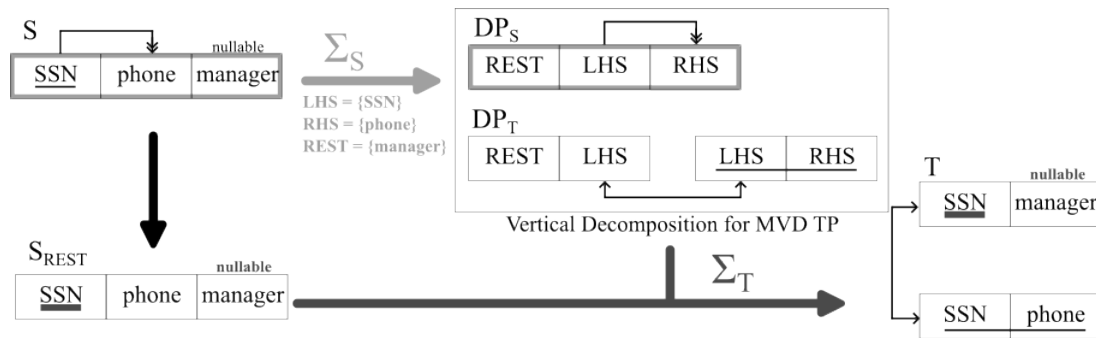 S
nullable
SSN phone manager
Σ_S
LHS = {SSN}
RHS = {phone}
REST = {manager}
DP_S
REST LHS RHS
DP_T
REST LHS LHS RHS
Vertical Decomposition for MVD TP
S_REST
nullable
SSN phone manager
Σ_T
T
nullable
SSN manager
SSN phone